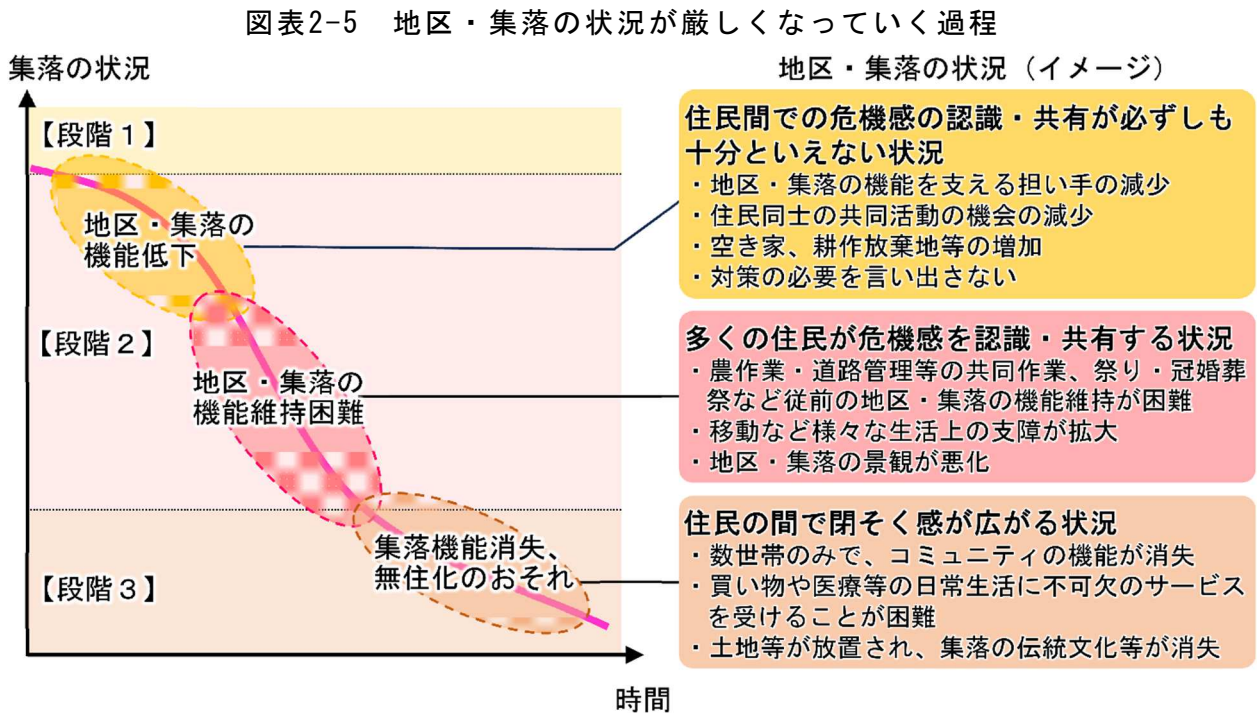 図表2-5　地区・集落の状況が厳しくなっていく過程
集落の状況
【段階１】
地区・集落の
機能低下
【段階２】
地区・集落の
機能維持困難
集落機能消失、
無住化のおそれ
【段階３】
時間
地区・集落の状況（イメージ）
住民間での危機感の認識・共有が必ずしも
十分といえない状況
・地区・集落の機能を支える担い手の減少
・住民同士の共同活動の機会の減少
・空き家、耕作放棄地等の増加
・対策の必要を言い出さない
多くの住民が危機感を認識・共有する状況
・農作業・道路管理等の共同作業、祭り・冠婚葬
祭など従前の地区・集落の機能維持が困難
・移動など様々な生活上の支障が拡大
・地区・集落の景観が悪化
住民の間で閉そく感が広がる状況
・数世帯のみで、コミュニティの機能が消失
・買い物や医療等の日常生活に不可欠のサービス
を受けることが困難
・土地等が放置され、集落の伝統文化等が消失